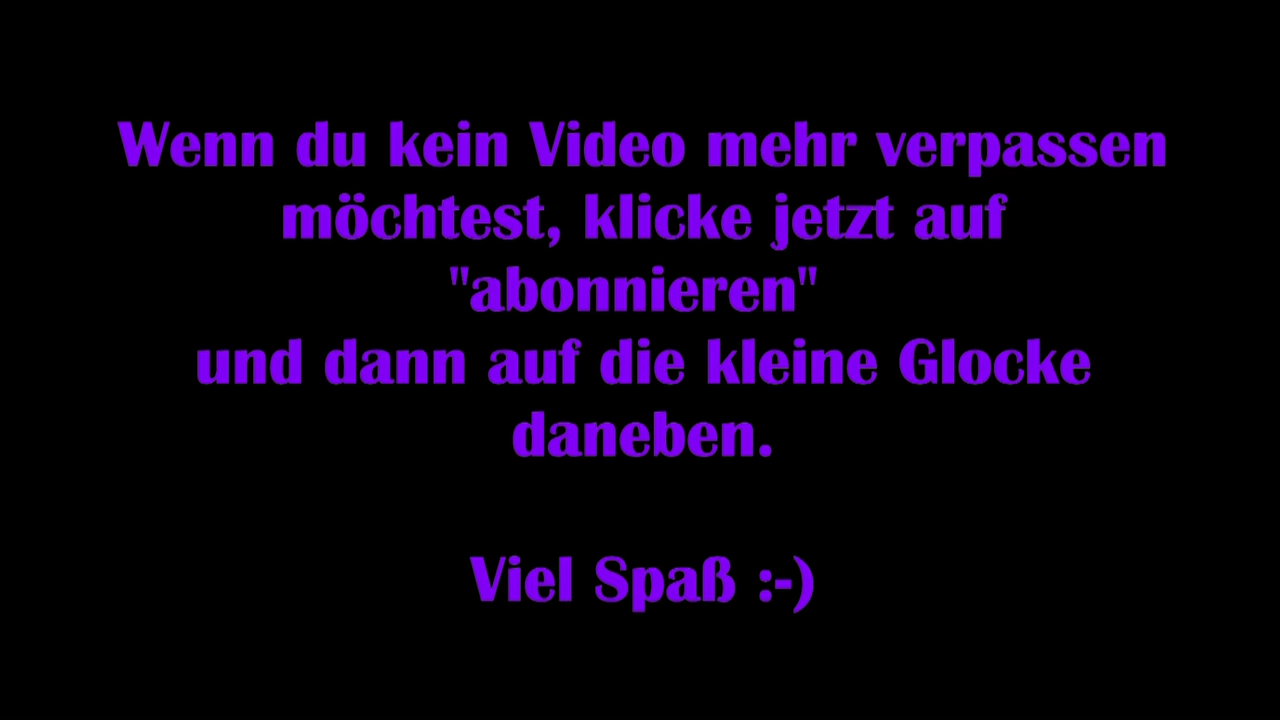 Wenn du kein Video mehr verpassen
möchtest, klicke jetzt auf
"abonnieren"
und dann auf die kleine Glocke
daneben.
Viel Spaß :-)